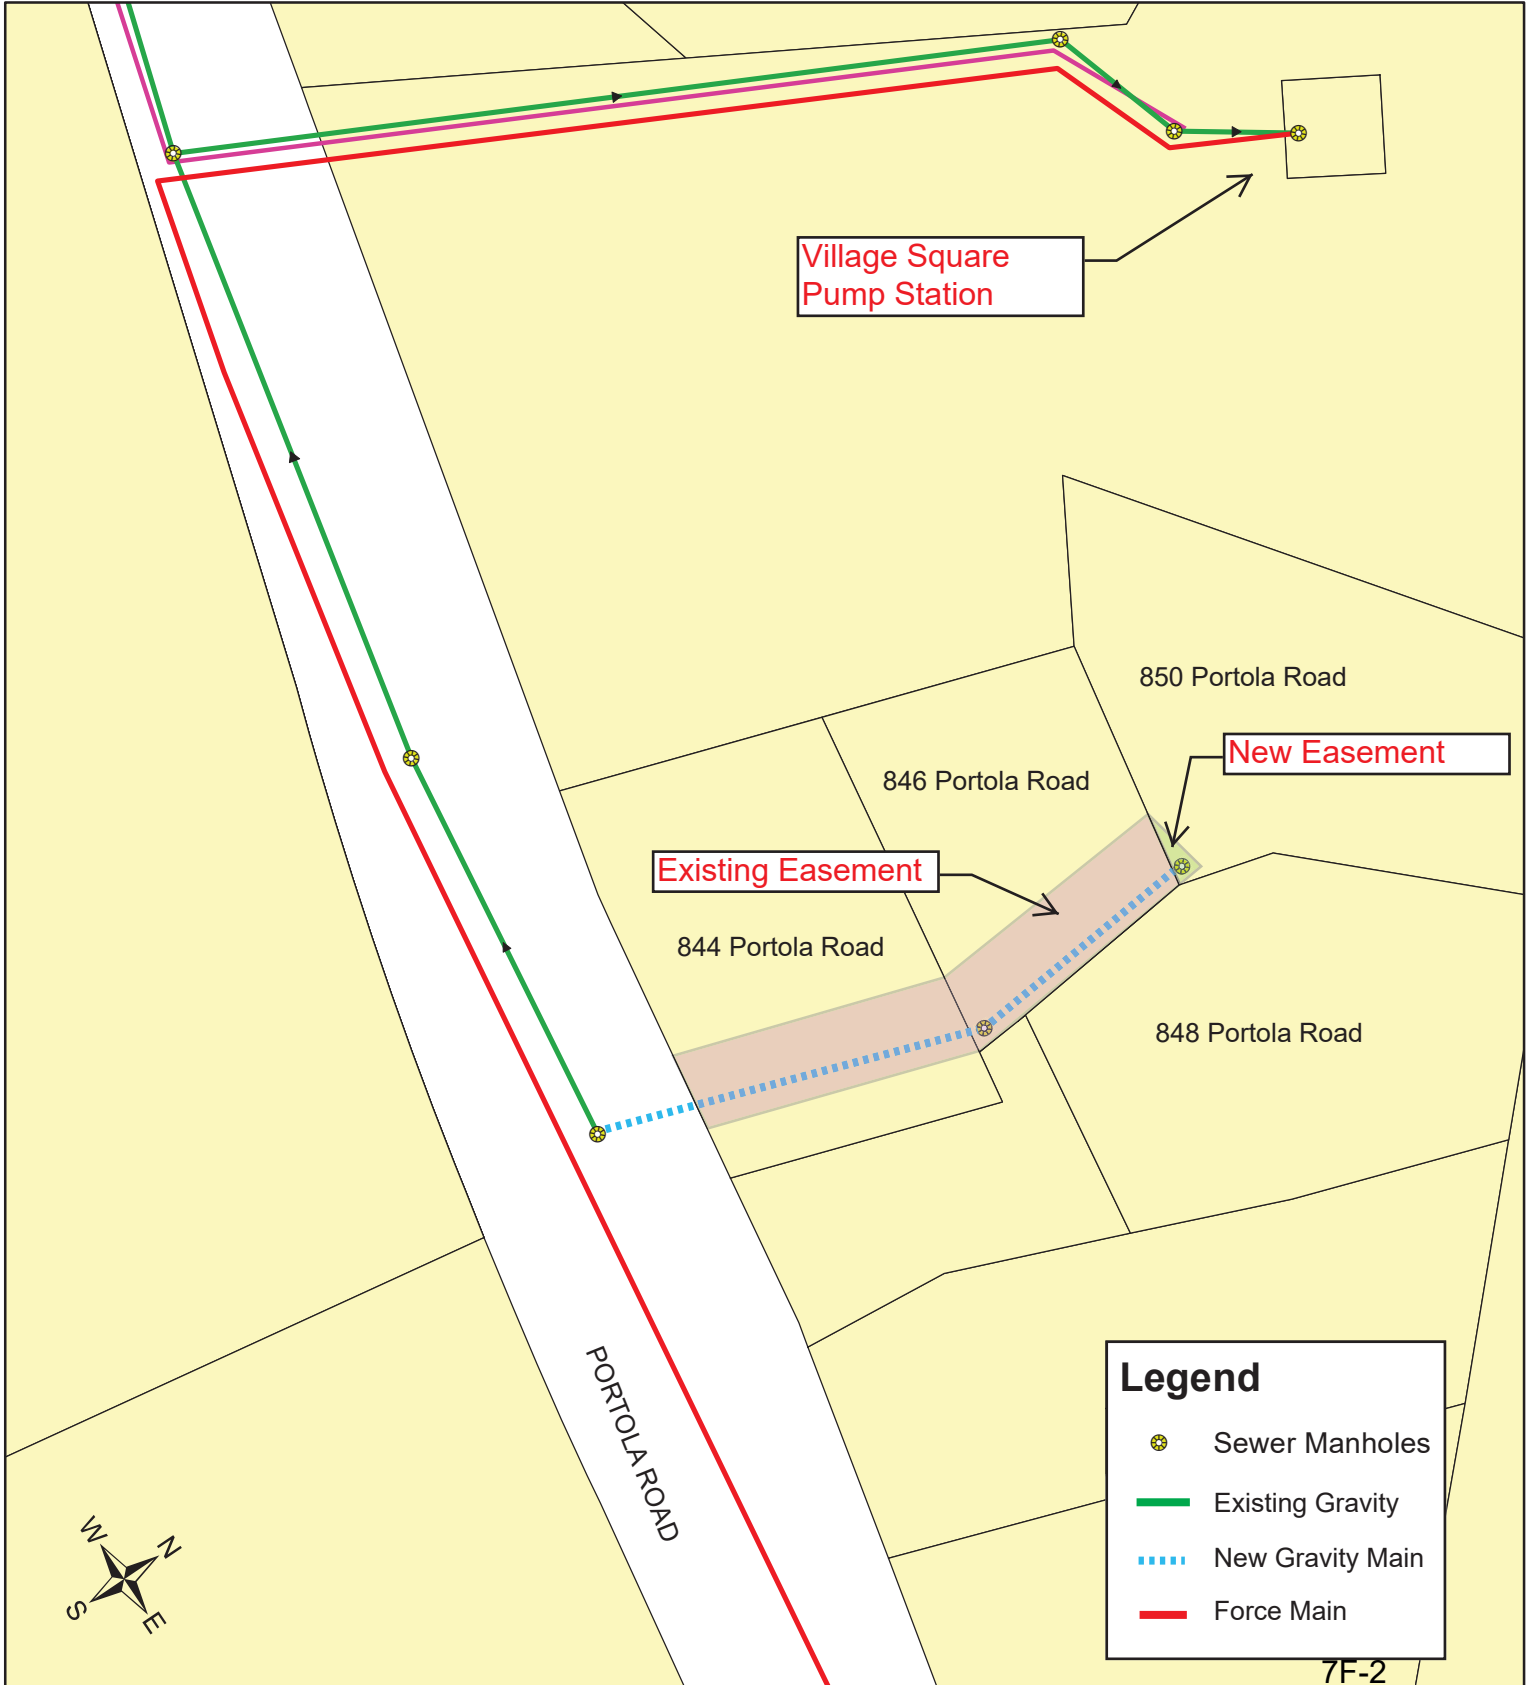 Village Square
Pump Station
850 Portola Road
New Easement
846 Portola Road
Existing Easement
844 Portola Road
848 Portola Road
PORTOLA ROAD
Legend
Sewer Manholes
Existing Gravity
New Gravity Main
Force Main
W
N
S
E
7F-2